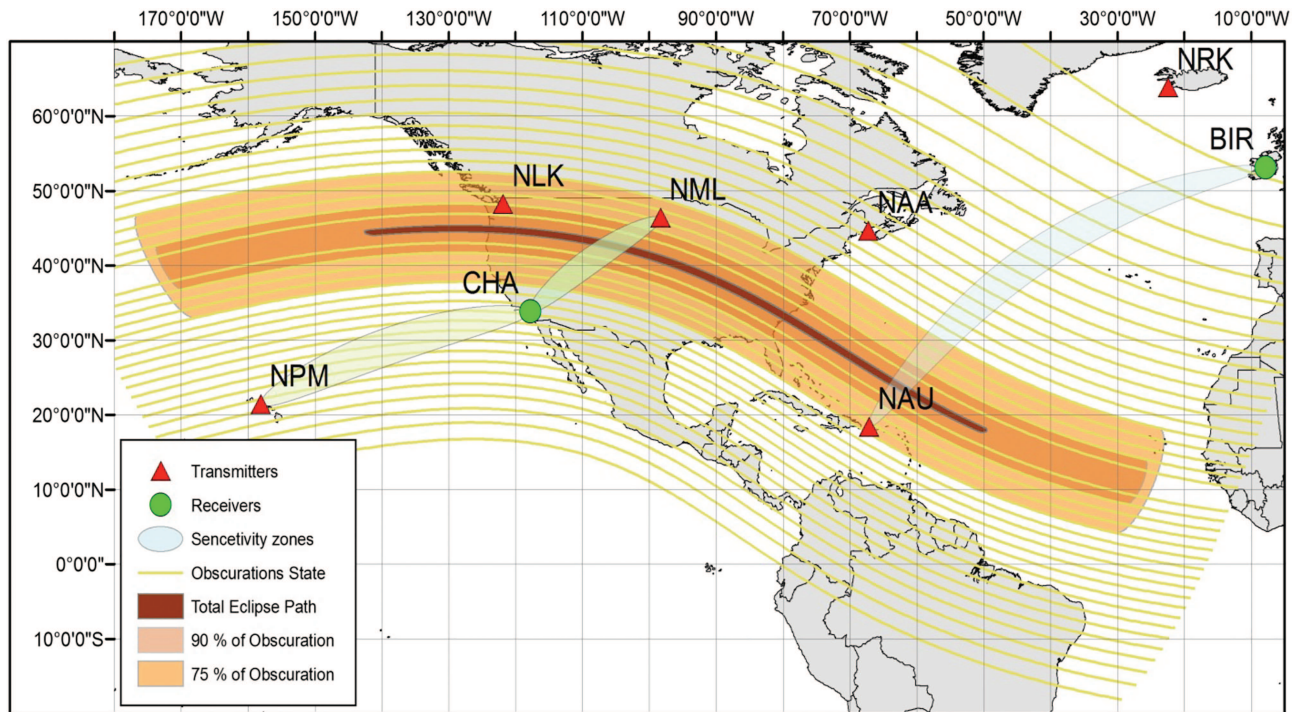 170°0'0"W 150°0'0"W 130°0'0"W 110°0'0"W 90°0'0"W 70°0'0"W 50°0'0"W 30°0'0"W 10°0'0"W
NRK
60°0'0"N
BIR
50°0'0"N
NLK
NML
NAA
40°0'0"N
CHA
30°0'0"N
NPM
NAU
20°0'0"N
10°0'0"N
0°0'0"
10°0'0"S
Transmitters
Receivers
Sencetivity zones
Obscurations State
Total Eclipse Path
90 % of Obscuration
75 % of Obscuration